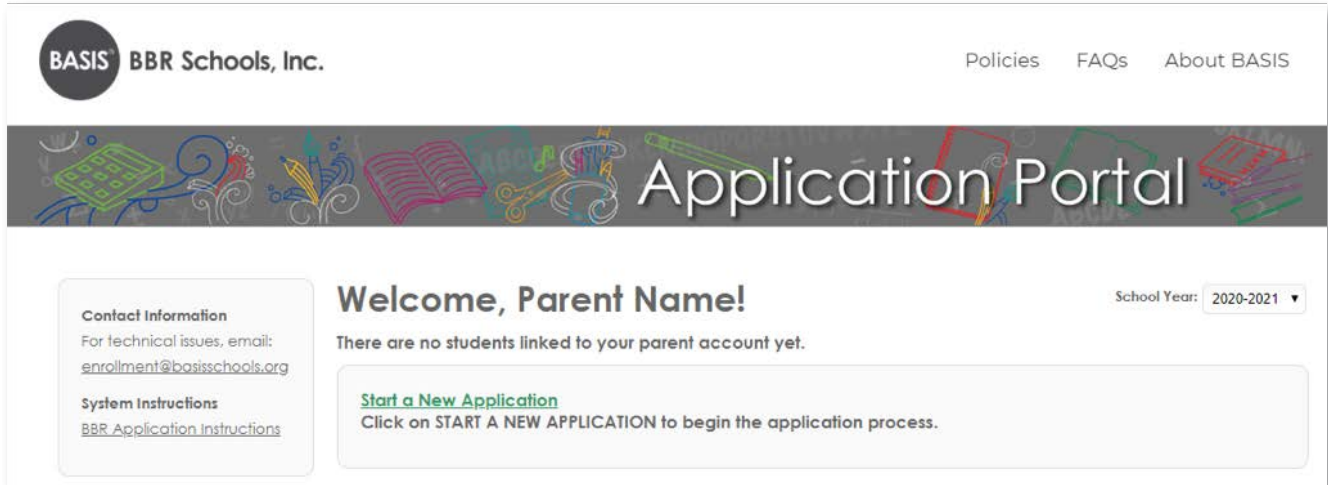 BASIS® BBR Schools, Inc.
Policies FAQs About BASIS
Application Portal
Contact Information
For technical issues, email:
enrollment@basisschools.org
System Instructions
BBR Application Instructions
Welcome, Parent Name!
School Year: 2020-2021
There are no students linked to your parent account yet.
Start a New Application
Click on START A NEW APPLICATION to begin the application process.